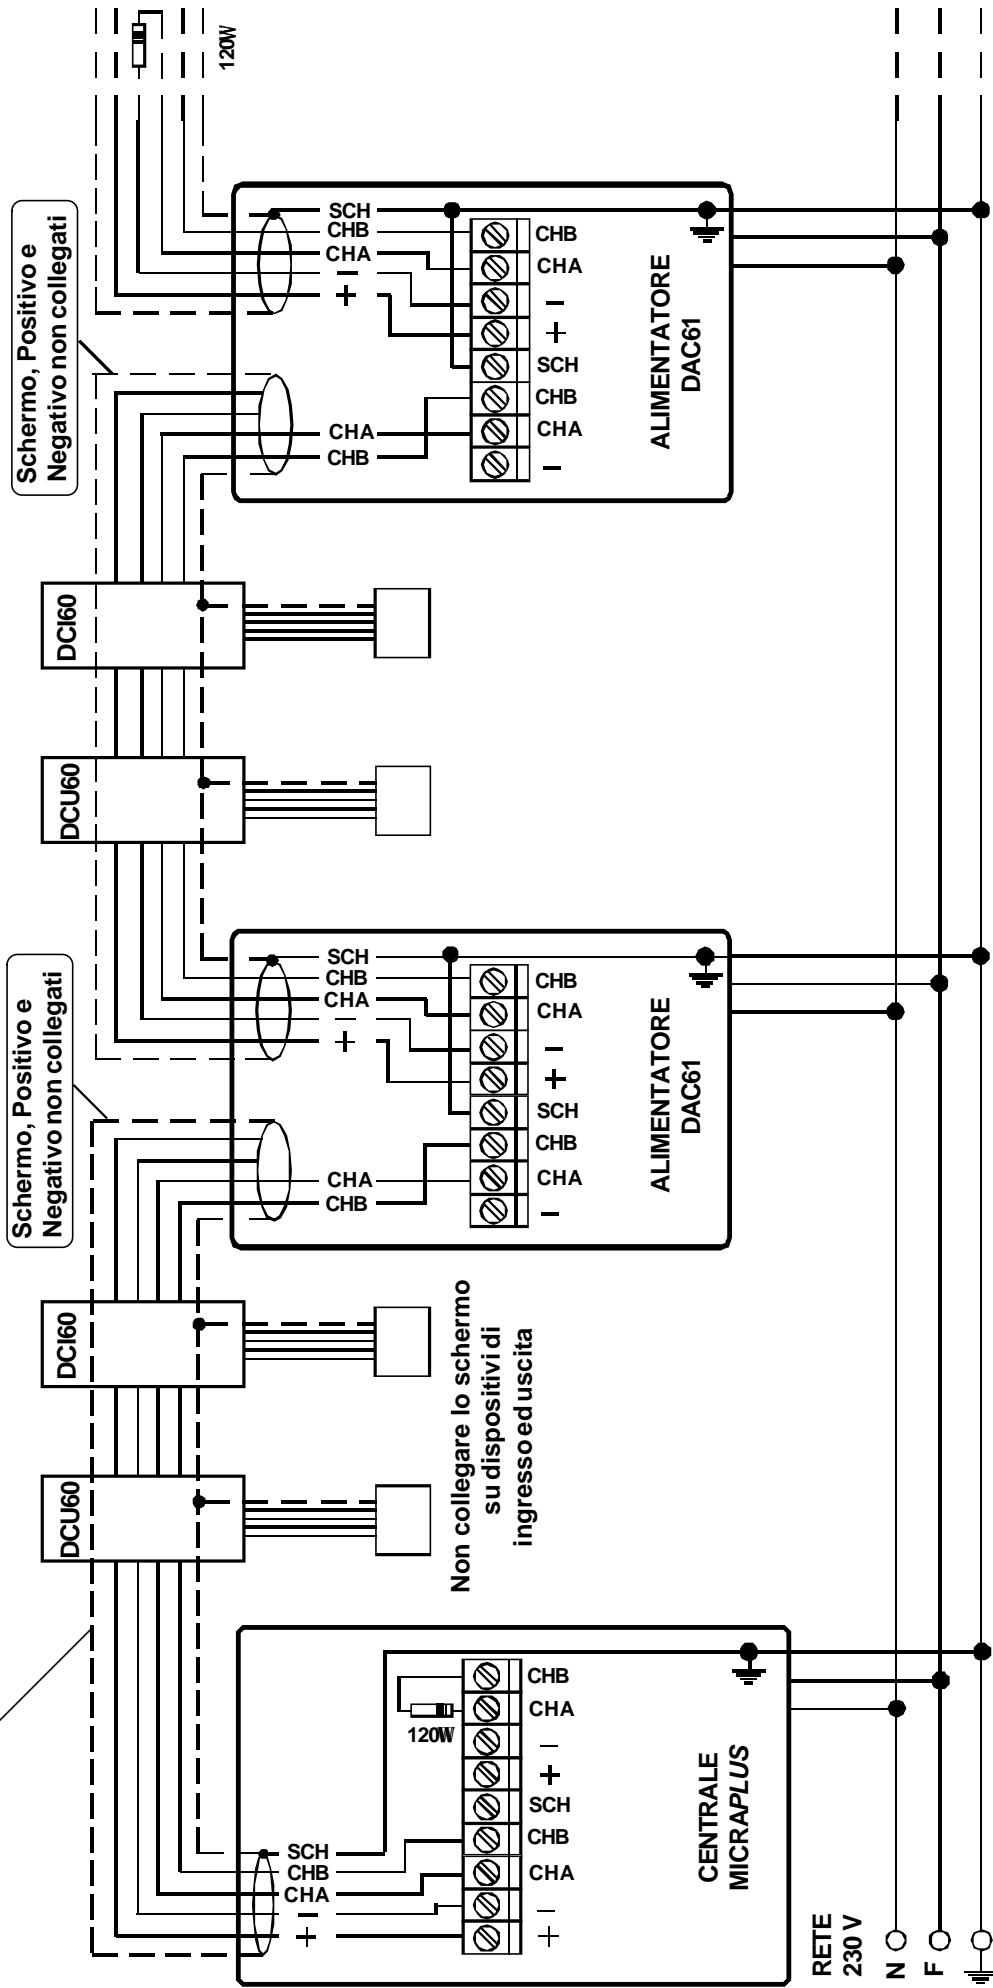 120W
Schermo, Positivo e
Negativo non collegati
SCH
CHB
CHA
−
+
CHB
CHA
−
+
SCH
CHB
CHA
−
CHA
CHB
ALIMENTATORE
DAC61
DCI60
DCU60
Schermo, Positivo e
Negativo non collegati
SCH
CHB
CHA
−
+
CHB
CHA
−
+
SCH
CHB
CHA
−
CHA
CHB
ALIMENTATORE
DAC61
DCI60
DCU60
Non collegare lo schermo
su dispositivi di
ingresso ed uscita
120W
CHB
CHA
−
+
SCH
CHB
CHA
−
+
SCH
CHB
CHA
−
+
CENTRALE
MICRAPLUS
RETE
230 V
N
F